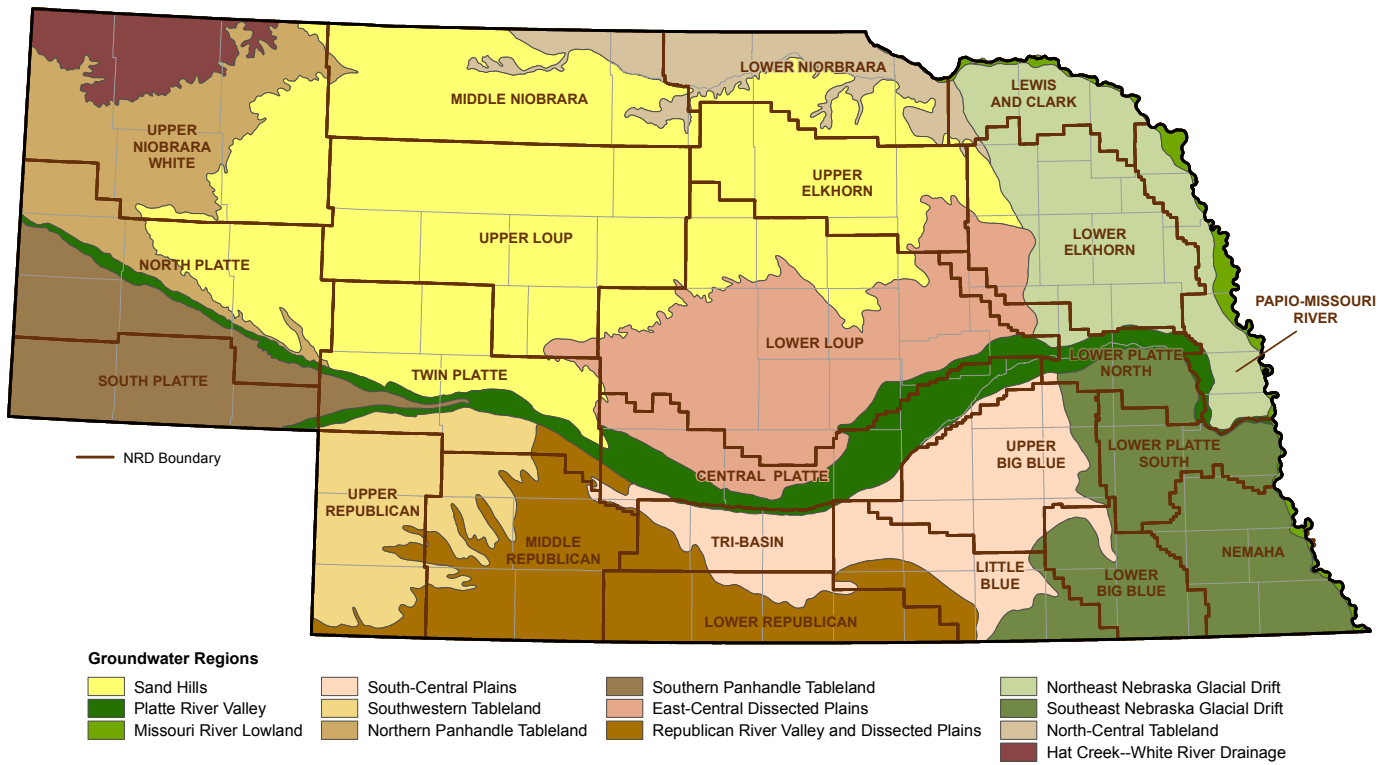 LOWER NIORBRARA
MIDDLE NIOBRARA
LEWIS
AND CLARK
UPPER
NIOBRARA
WHITE
UPPER
ELKHORN
UPPER LOUP
LOWER
ELKHORN
NORTH PLATTE
PAPIO-MISSOURI
RIVER
LOWER LOUP
LOWER PLATTE
NORTH
SOUTH PLATTE
TWIN PLATTE
NRD Boundary
UPPER
BIG BLUE
LOWER PLATTE
SOUTH
CENTRAL PLATTE
UPPER
REPUBLICAN
MIDDLE
REPUBLICAN
TRI-BASIN
NEMAHA
LITTLE
BLUE
LOWER
BIG BLUE
LOWER REPUBLICAN
Groundwater Regions
Sand Hills
Platte River Valley
Missouri River Lowland
South-Central Plains
Southwestern Tableland
Northern Panhandle Tableland
Southern Panhandle Tableland
East-Central Dissected Plains
Republican River Valley and Dissected Plains
Northeast Nebraska Glacial Drift
Southeast Nebraska Glacial Drift
North-Central Tableland
Hat Creek--White River Drainage